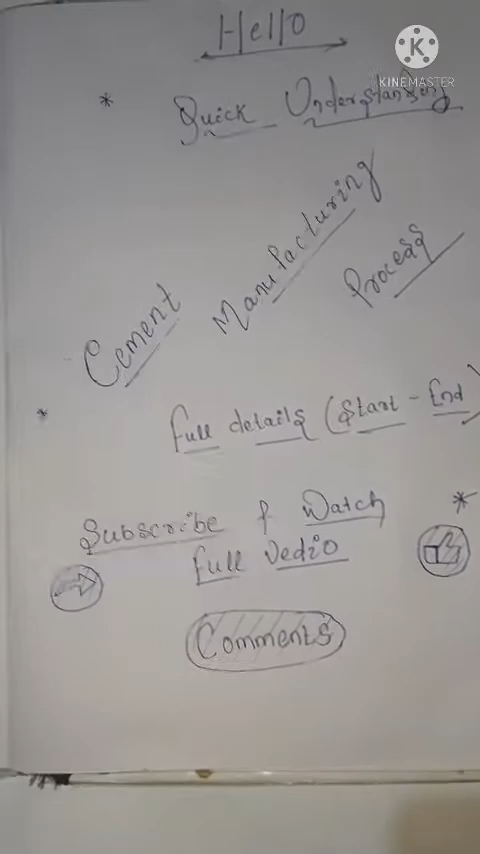 Hello
K
KINEMASTER
* Quick Understanding
Cement Manufacturing Process
* Full details (Start - End)
Subscribe & Watch *
Full Vedio
Comments